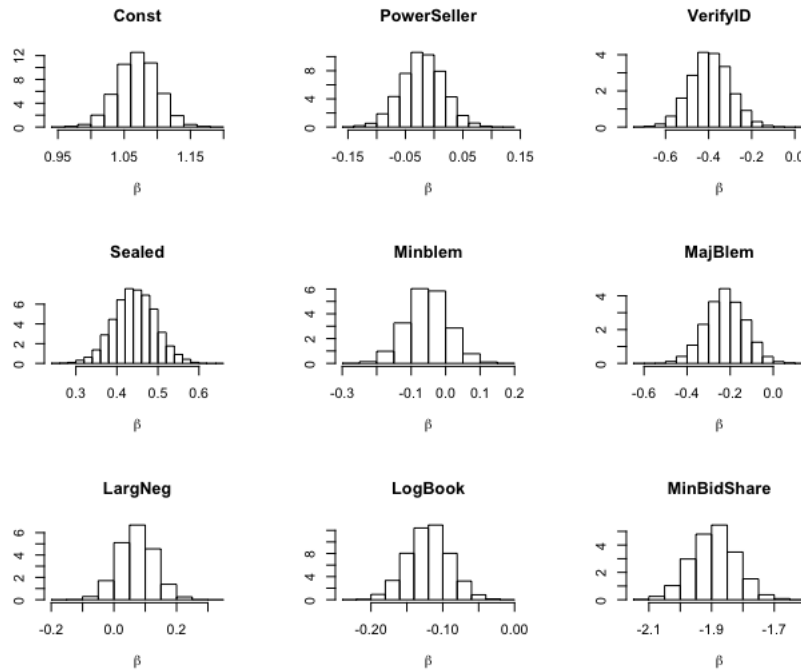 Const
PowerSeller
VerifyID
0 4 8 12
0 4 8
0 2 4
0.95 1.05 1.15
-0.15 -0.05 0.05 0.15
-0.6 -0.4 -0.2 0.0
β
β
β
Sealed
Minblem
MajBlem
0 2 4 6
0 2 4 6
0 2 4
0.3 0.4 0.5 0.6
-0.3 -0.1 0.0 0.1 0.2
-0.6 -0.4 -0.2 0.0
β
β
β
LargNeg
LogBook
MinBidShare
0 2 4 6
0 4 8
0 2 4
-0.2 0.0 0.2
-0.20 -0.10 0.00
-2.1 -1.9 -1.7
β
β
β